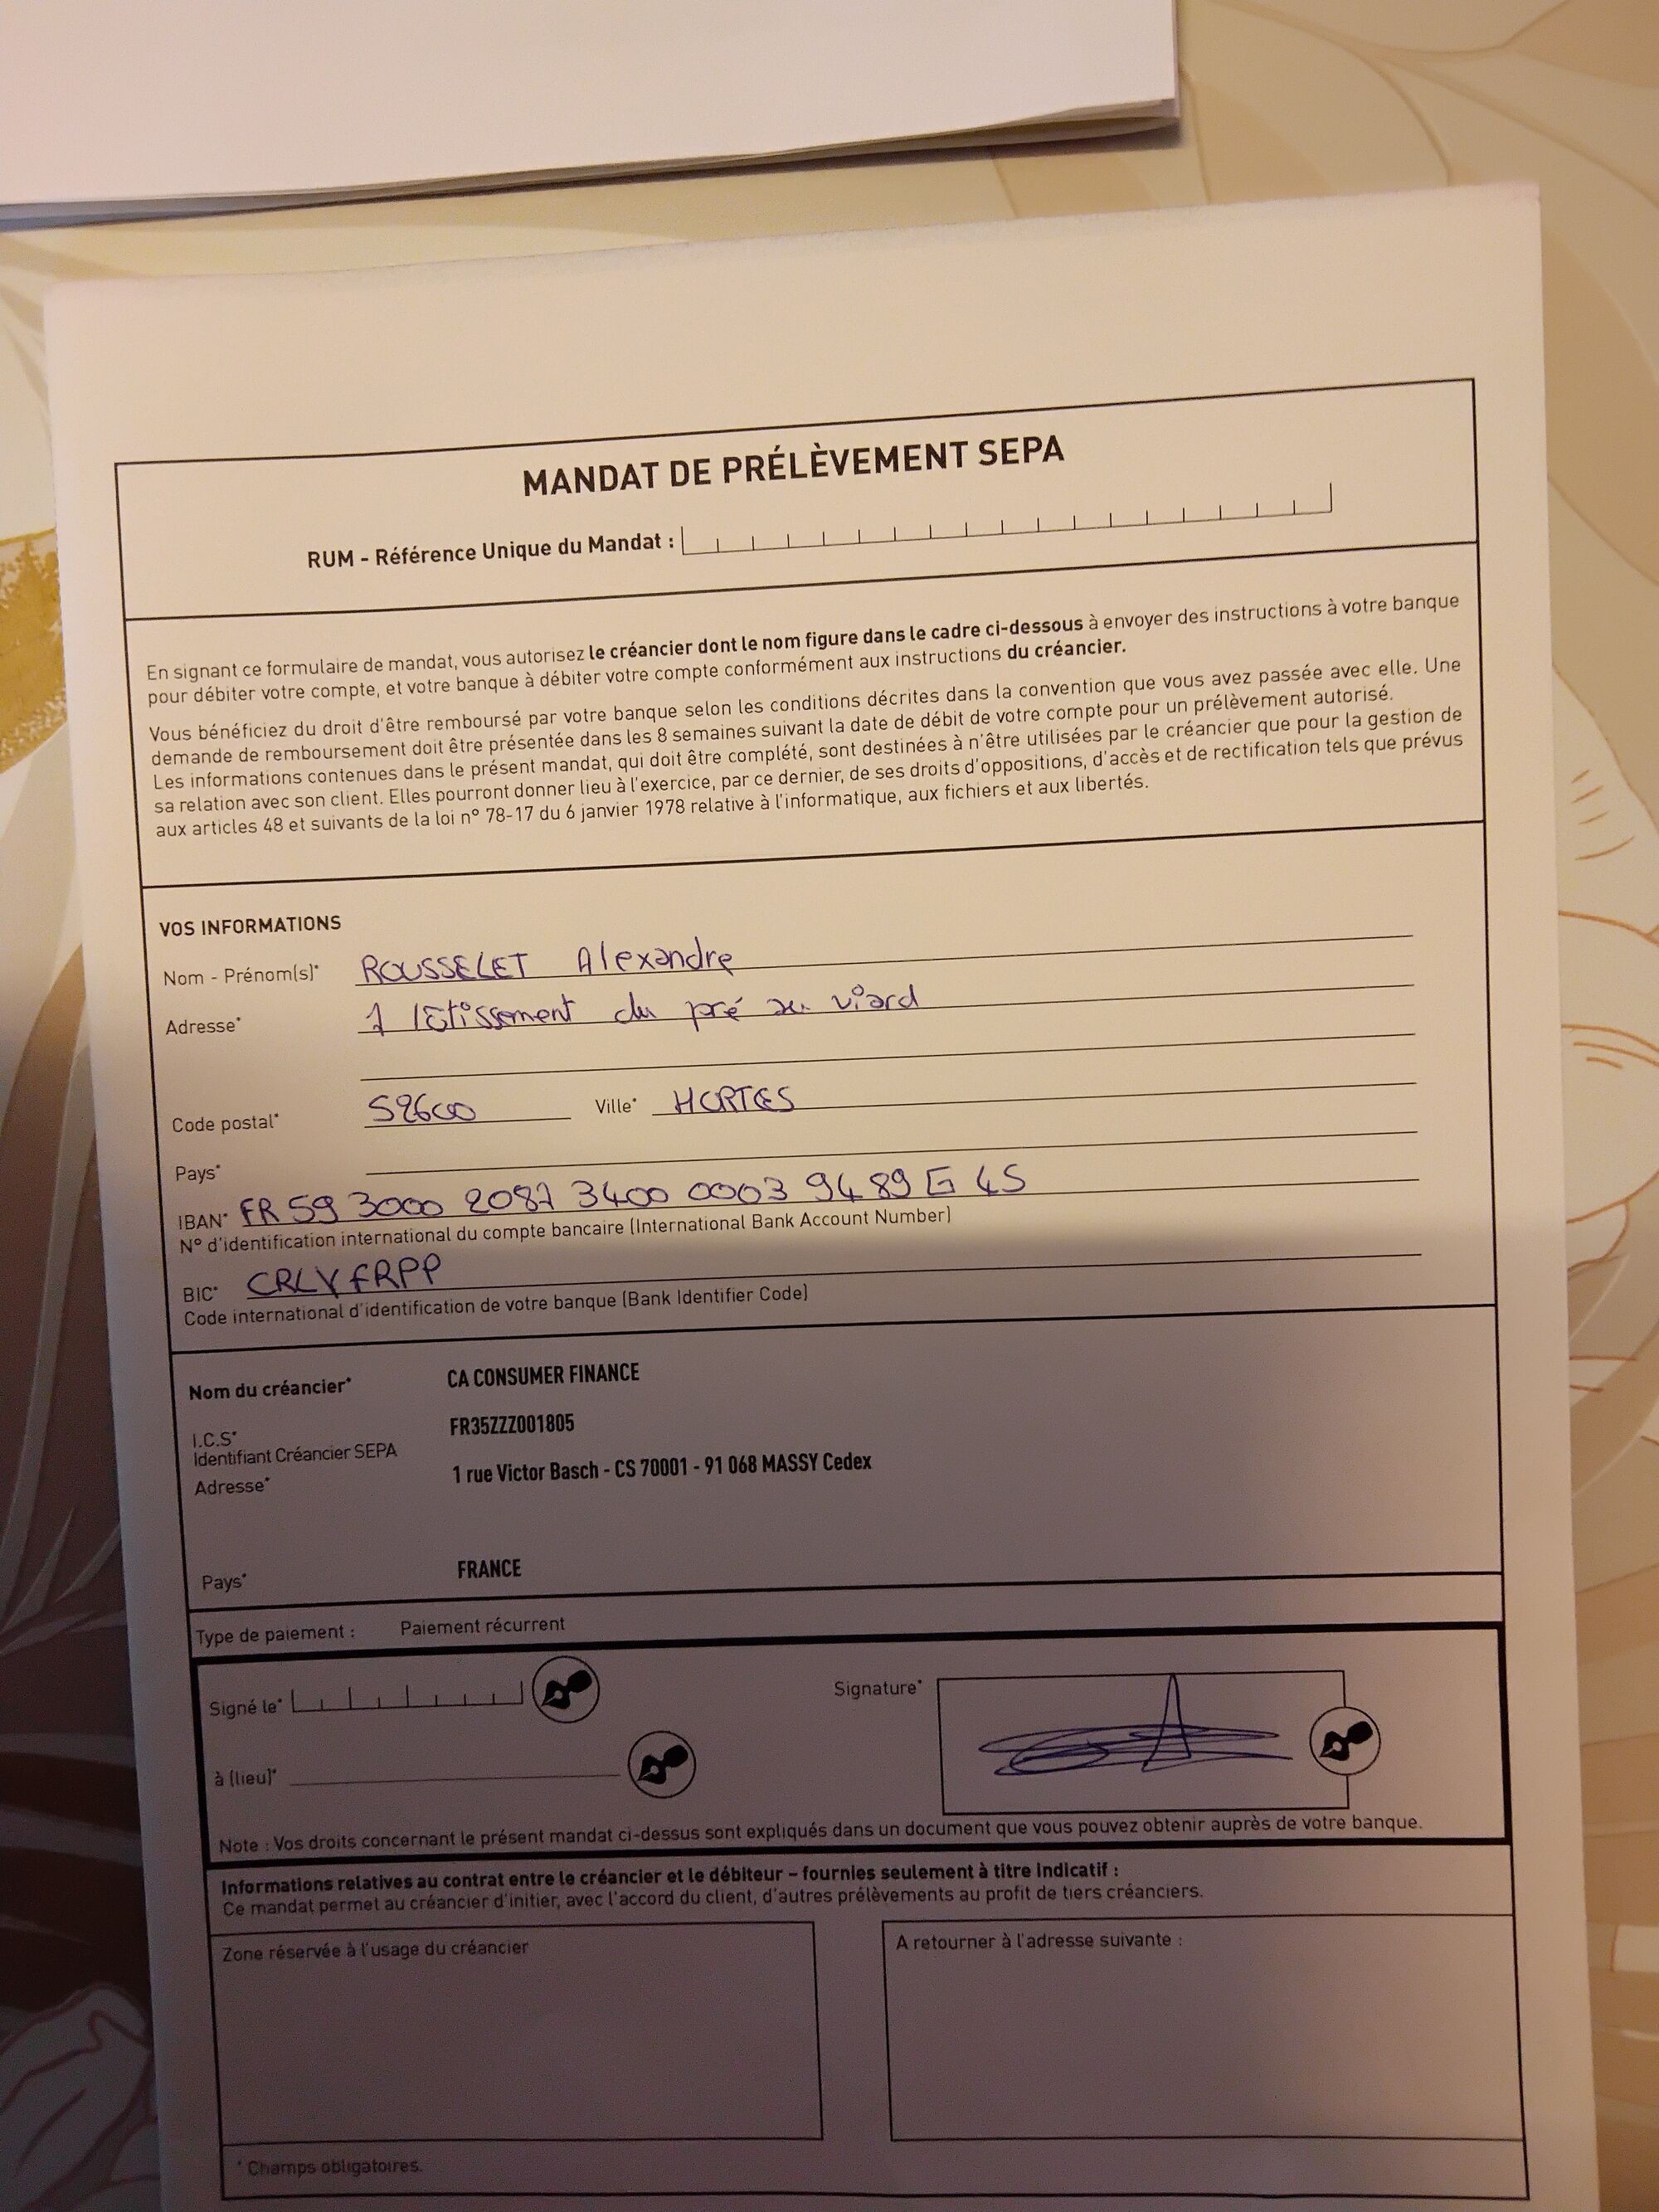 MANDAT DE PRÉLÈVEMENT SEPA
RUM - Référence Unique du Mandat :
En signant ce formulaire de mandat, vous autorisez le créancier dont le nom figure dans le cadre ci-dessous à envoyer des instructions à votre banque
pour débiter votre compte, et votre banque à débiter votre compte conformément aux instructions du créancier.
Vous bénéficiez du droit d'être remboursé par votre banque selon les conditions décrites dans la convention que vous avez passée avec elle. Une
demande de remboursement doit être présentée dans les 8 semaines suivant la date de débit de votre compte pour un prélèvement autorisé.
Les informations contenues dans le présent mandat, qui doit être complété, sont destinées à n'être utilisées par le créancier que pour la gestion de
sa relation avec son client. Elles pourront donner lieu à l'exercice, par ce dernier, de ses droits d'oppositions, d'accès et de rectification tels que prévus
aux articles 48 et suivants de la loi n° 78-17 du 6 janvier 1978 relative à l'informatique, aux fichiers et aux libertés.
VOS INFORMATIONS
Nom - Prénom(s)* ROUSSELET Alexandre
Adresse* 1 lotissement du pré au viard
Code postal* 52600 Ville* HORTES
Pays*
IBAN* FR 59 3000 2087 3400 0003 9489 G 45
N° d'identification international du compte bancaire (International Bank Account Number)
BIC* CRLYFRPP
Code international d'identification de votre banque (Bank Identifier Code)
Nom du créancier* CA CONSUMER FINANCE
I.C.S* FR35ZZZ001805
Identifiant Créancier SEPA
Adresse* 1 rue Victor Basch - CS 70001 - 91 068 MASSY Cedex
Pays* FRANCE
Type de paiement : Paiement récurrent
Signé le* Signature*
à (lieu)*
Note : Vos droits concernant le présent mandat ci-dessus sont expliqués dans un document que vous pouvez obtenir auprès de votre banque.
Informations relatives au contrat entre le créancier et le débiteur – fournies seulement à titre indicatif :
Ce mandat permet au créancier d'initier, avec l'accord du client, d'autres prélèvements au profit de tiers créanciers.
Zone réservée à l'usage du créancier A retourner à l'adresse suivante :
* Champs obligatoires.